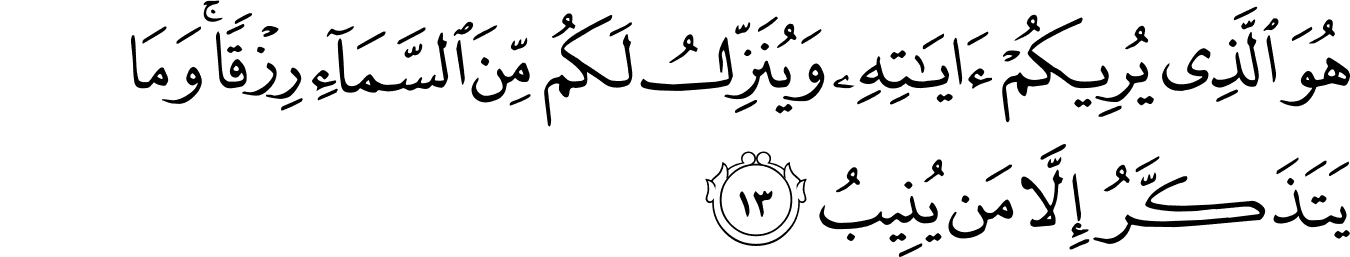 هُوَ ٱلَّذِى يُرِيكُمْ ءَايَـٰتِهِۦ وَيُنَزِّلُ لَكُم مِّنَ ٱلسَّمَآءِ رِزْقًا ۚ وَمَا
يَتَذَكَّرُ إِلَّا مَن يُنِيبُ ١٣